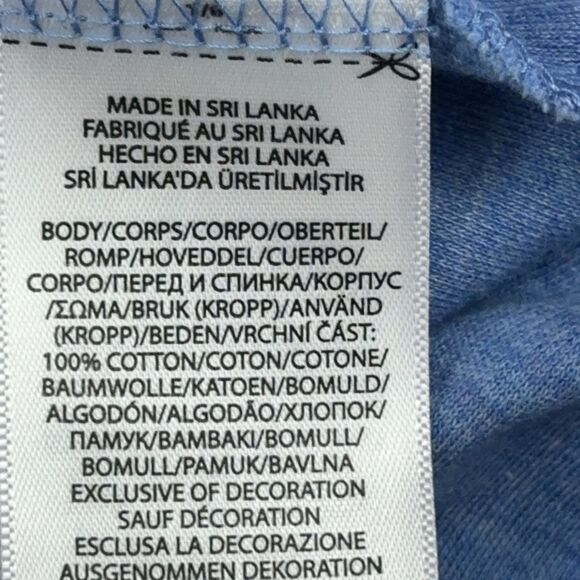 MADE IN SRI LANKA
FABRIQUÉ AU SRI LANKA
HECHO EN SRI LANKA
SRİ LANKA'DA ÜRETİLMİŞTİR
BODY/CORPS/CORPO/OBERTEIL/
ROMP/HOVEDDEL/CUERPO/
CORPO/ПЕРЕД И СПИНКА/КОРПУС
/ΣΩΜΑ/BRUK (KROPP)/ANVÄND
(KROPP)/BEDEN/VRCHNÍ ČÁST:
100% COTTON/COTON/COTONE/
BAUMWOLLE/KATOEN/BOMULD/
ALGODÓN/ALGODÃO/ХЛОПОК/
ПАМУК/BAMBAKI/BOMULL/
BOMULL/PAMUK/BAVLNA
EXCLUSIVE OF DECORATION
SAUF DÉCORATION
ESCLUSA LA DECORAZIONE
AUSGENOMMEN DEKORATION